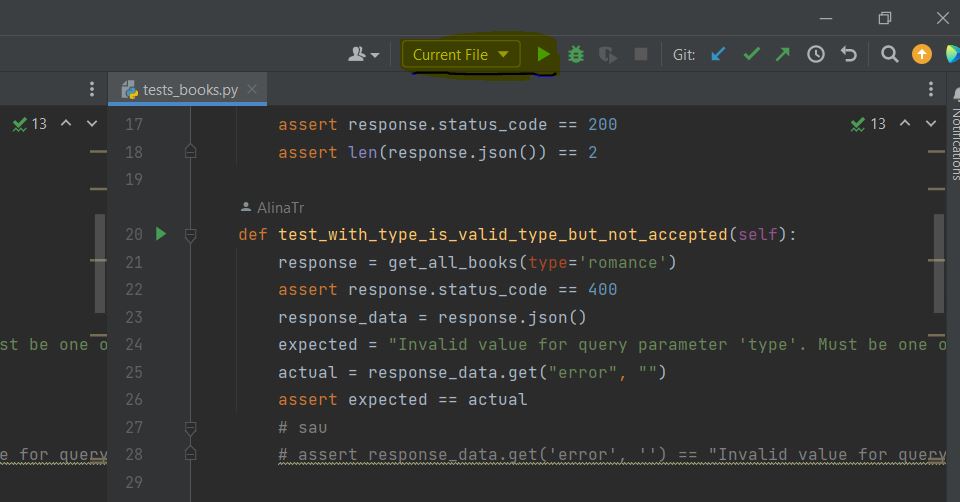 Current File
Git:
tests_books.py
13
13
17 assert response.status_code == 200
18 assert len(response.json()) == 2
19
AlinaTr
20 def test_with_type_is_valid_type_but_not_accepted(self):
21 response = get_all_books(type='romance')
22 assert response.status_code == 400
23 response_data = response.json()
st be one o
24 expected = "Invalid value for query parameter 'type'. Must be one o
25 actual = response_data.get("error", "")
26 assert expected == actual
27 # sau
e for query
28 # assert response_data.get('error', '') == "Invalid value for query
29
Notifications